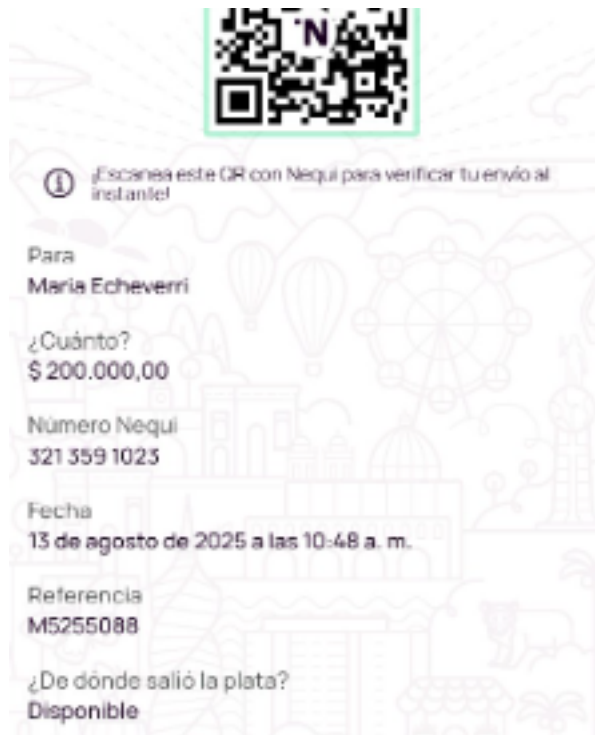 N
¡Escanea este QR con Nequi para verificar tu envío al
instante!
Para
Maria Echeverri
¿Cuánto?
$ 200.000,00
Número Nequi
321 359 1023
Fecha
13 de agosto de 2025 a las 10:48 a. m.
Referencia
M5255088
¿De dónde salió la plata?
Disponible